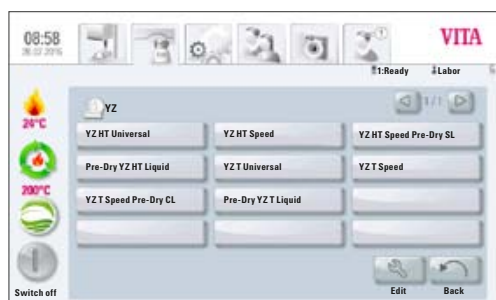 08:58
VITA
1:Ready Labor
24°C
YZ
1/1
YZ HT Universal YZ HT Speed YZ HT Speed Pre-Dry SL
Pre-Dry YZ HT Liquid YZ T Universal YZ T Speed
200°C
YZ T Speed Pre-Dry CL Pre-Dry YZ T Liquid
Switch off Edit Back